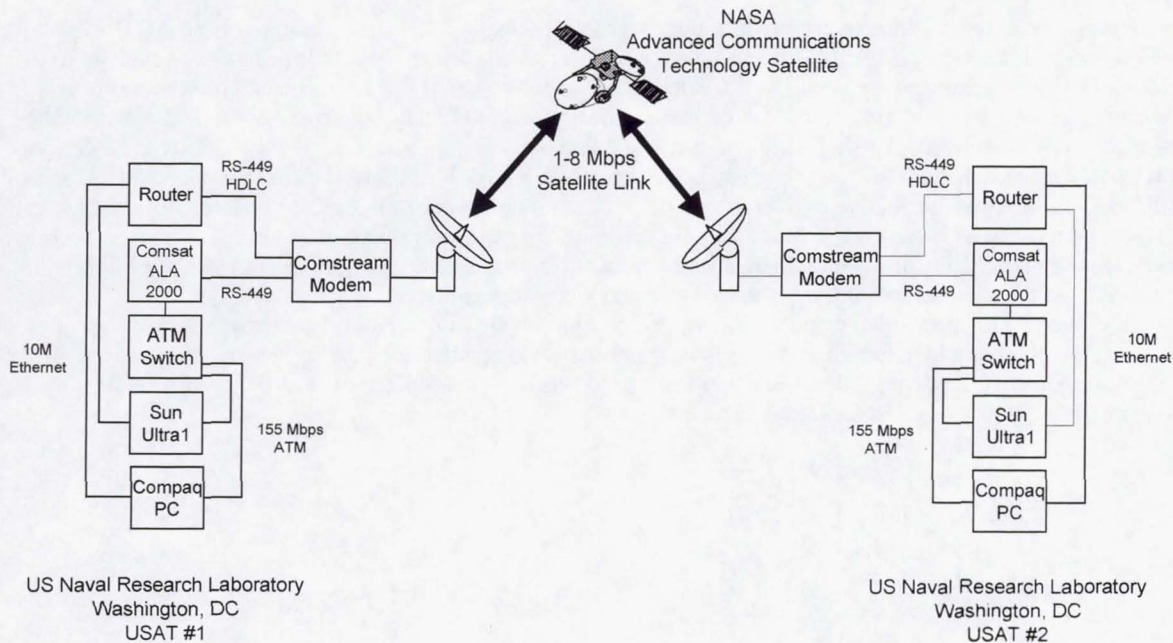 NASA
Advanced Communications
Technology Satellite
1-8 Mbps
Satellite Link
RS-449
HDLC
Router
Comsat
ALA
2000
RS-449
Comstream
Modem
ATM
Switch
10M
Ethernet
Sun
Ultra1
155 Mbps
ATM
Compaq
PC
US Naval Research Laboratory
Washington, DC
USAT #1
RS-449
HDLC
Router
Comstream
Modem
RS-449
Comsat
ALA
2000
ATM
Switch
10M
Ethernet
Sun
Ultra1
155 Mbps
ATM
Compaq
PC
US Naval Research Laboratory
Washington, DC
USAT #2